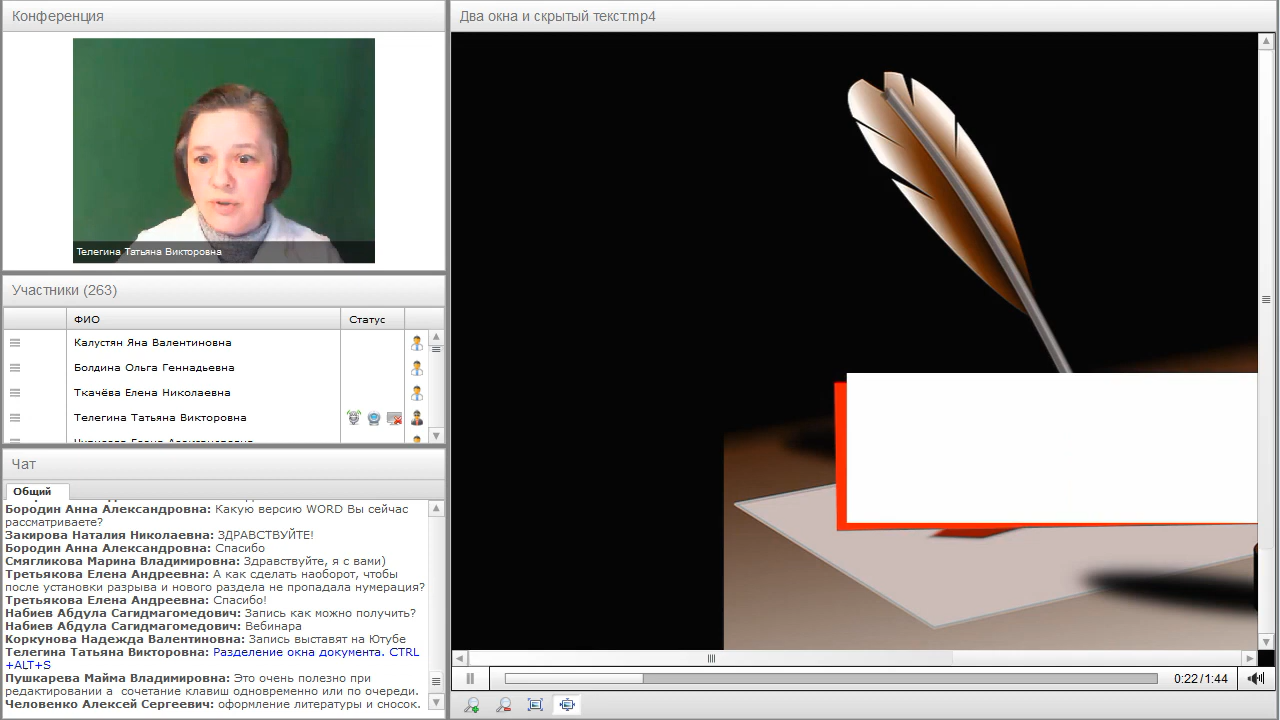 Конференция
Телегина Татьяна Викторовна
Участники (263)
ФИО Статус
Калустян Яна Валентиновна
Болдина Ольга Геннадьевна
Ткачёва Елена Николаевна
Телегина Татьяна Викторовна
Чат
Общий
Бородин Анна Александровна: Какую версию WORD Вы сейчас
рассматриваете?
Закирова Наталия Николаевна: ЗДРАВСТВУЙТЕ!
Бородин Анна Александровна: Спасибо
Смягликова Марина Владимировна: Здравствуйте, я с вами)
Третьякова Елена Андреевна: А как сделать наоборот, чтобы
после установки разрыва и нового раздела не пропадала нумерация?
Третьякова Елена Андреевна: Спасибо!
Набиев Абдула Сагидмагомедович: Запись как можно получить?
Набиев Абдула Сагидмагомедович: Вебинара
Коркунова Надежда Валентиновна: Запись выставят на Ютубе
Телегина Татьяна Викторовна: Разделение окна документа. CTRL
+ALT+S
Пушкарева Майма Владимировна: Это очень полезно при
редактировании а сочетание клавиш одновременно или по очереди.
Человенко Алексей Сергеевич: оформление литературы и сносок.
Два окна и скрытый текст.mp4
0:22/1:44